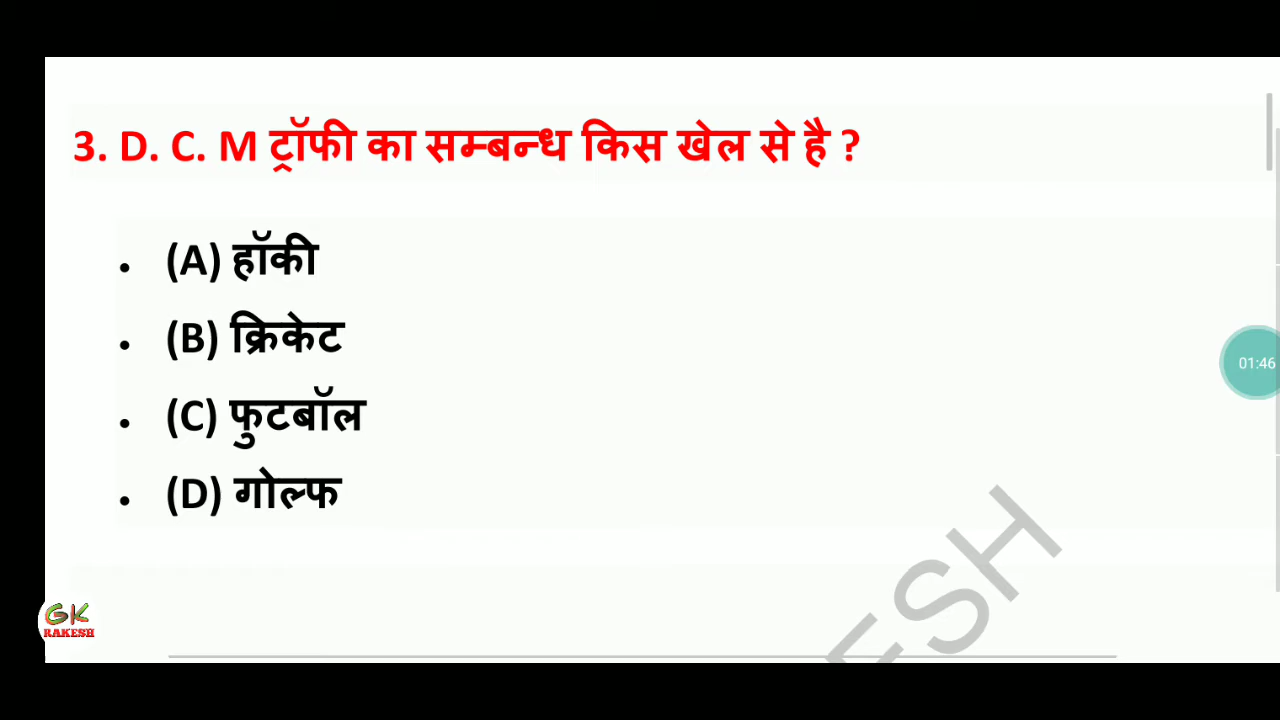 3. D. C. M ट्रॉफी का सम्बन्ध किस खेल से है ?
• (A) हॉकी
• (B) क्रिकेट
• (C) फुटबॉल
• (D) गोल्फ
01:46
ESH
GK
RAKESH